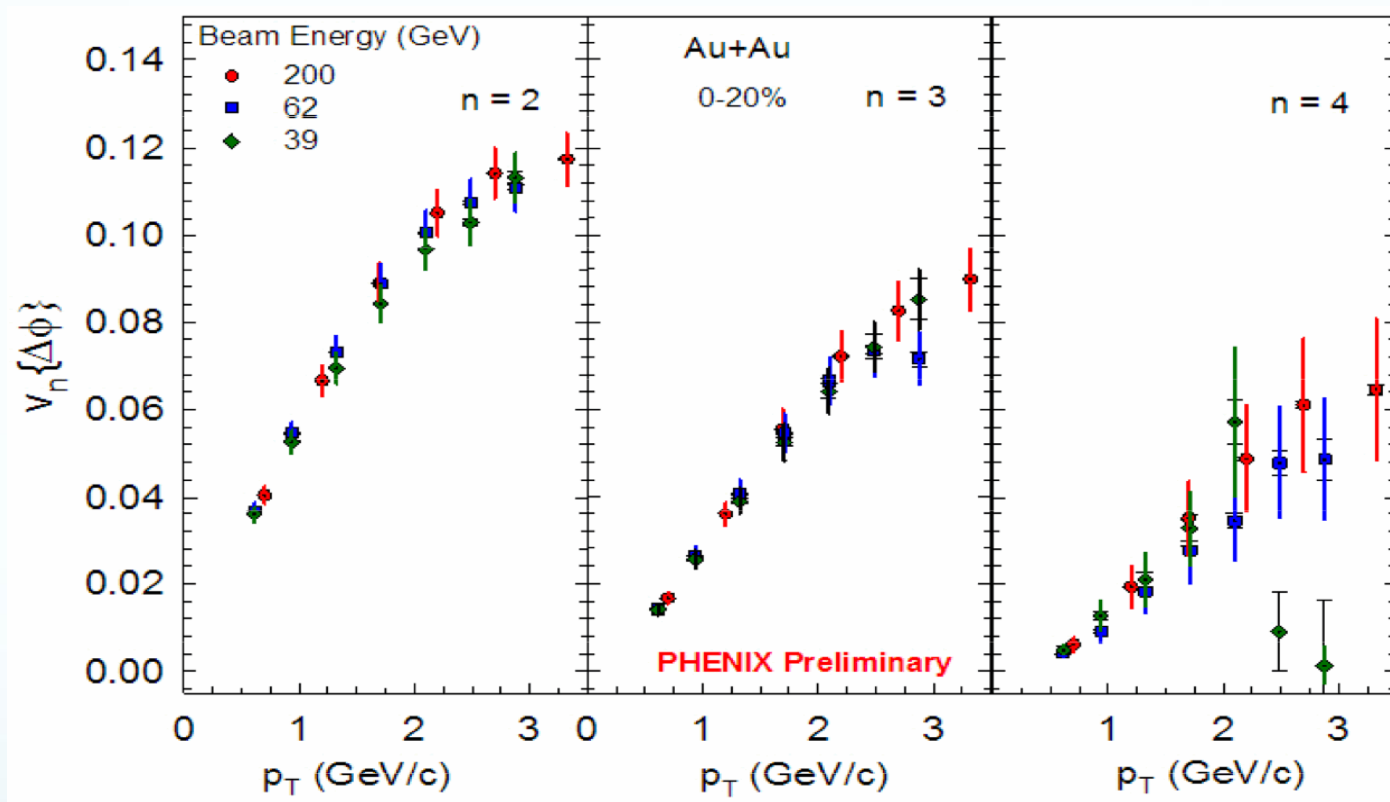 Beam Energy (GeV)
200
62
39
n = 2
Au+Au
0-20%
n = 3
n = 4
V_n{Δϕ}
0.14
0.12
0.10
0.08
0.06
0.04
0.02
0.00
PHENIX Preliminary
0 1 2 3 0 1 2 3 1 2 3
p_T (GeV/c) p_T (GeV/c) p_T (GeV/c)